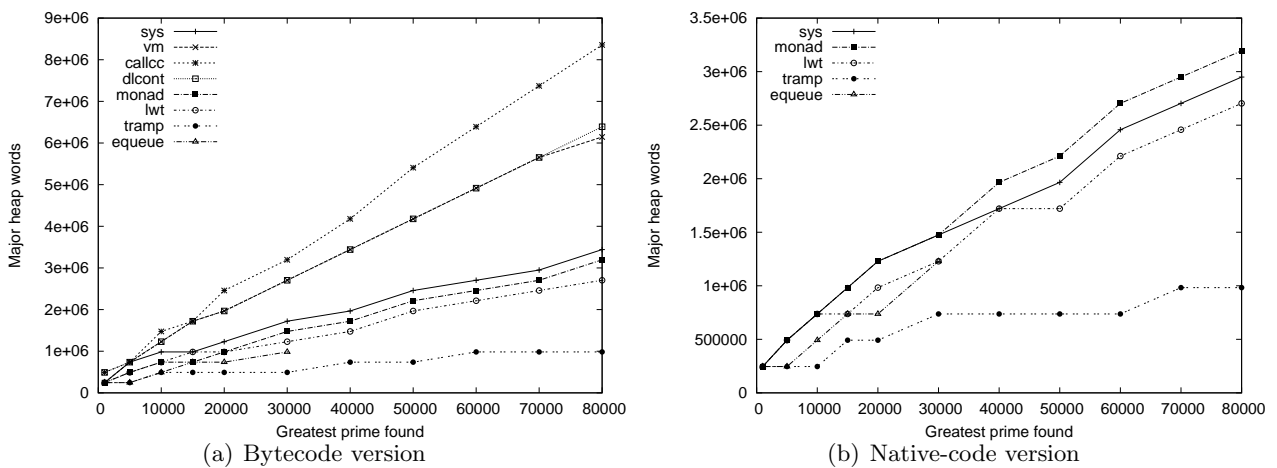 9e+06
8e+06
7e+06
6e+06
5e+06
4e+06
3e+06
2e+06
1e+06
0
Major heap words
sys
vm
callcc
dlcont
monad
lwt
tramp
equeue
0 10000 20000 30000 40000 50000 60000 70000 80000
Greatest prime found
(a) Bytecode version
3.5e+06
3e+06
2.5e+06
2e+06
1.5e+06
1e+06
500000
0
Major heap words
sys
monad
lwt
tramp
equeue
0 10000 20000 30000 40000 50000 60000 70000 80000
Greatest prime found
(b) Native-code version